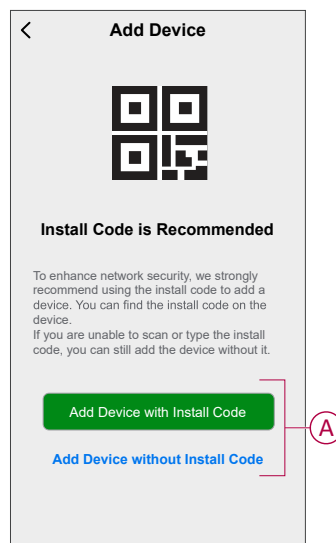 Add Device
Install Code is Recommended
To enhance network security, we strongly
recommend using the install code to add a
device. You can find the install code on the
device.
If you are unable to scan or type the install
code, you can still add the device without it.
Add Device with Install Code
A
Add Device without Install Code